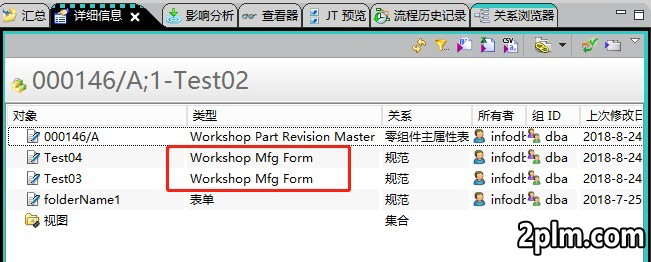 汇总 详细信息 影响分析 查看器 JT 预览 流程历史记录 关系浏览器
000146/A;1-Test02
对象 类型 关系 所有者 组 ID 上次修改日
000146/A Workshop Part Revision Master 零组件主属性表 infodb dba 2018-8-24
Test04 Workshop Mfg Form 规范 infodb dba 2018-8-24
Test03 Workshop Mfg Form 规范 infodb dba 2018-8-24
folderName1 表单 规范 infodb dba 2018-7-25
视图 集合
2plm.com